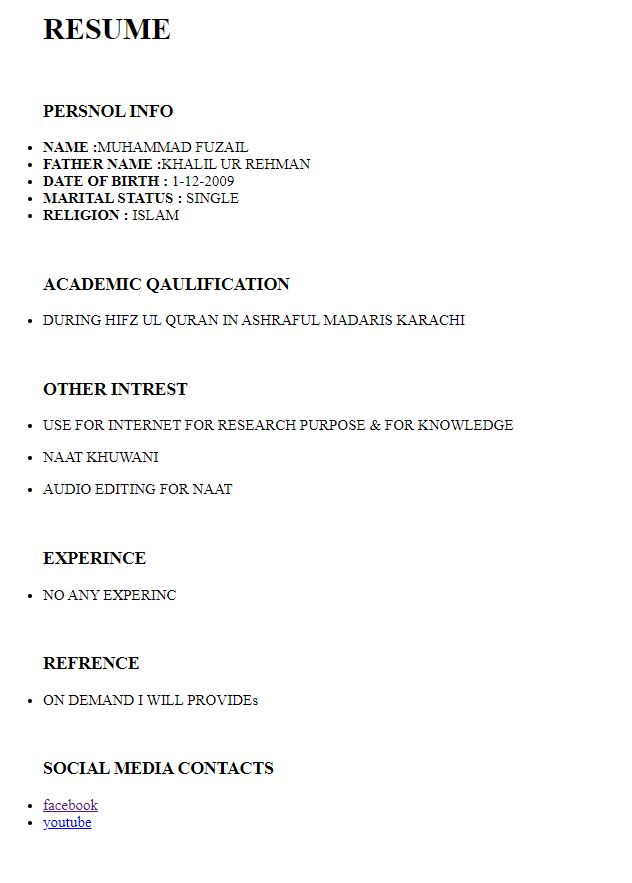 RESUME
PERSNOL INFO
NAME :MUHAMMAD FUZAIL
FATHER NAME :KHALIL UR REHMAN
DATE OF BIRTH : 1-12-2009
MARITAL STATUS : SINGLE
RELIGION : ISLAM
ACADEMIC QAULIFICATION
DURING HIFZ UL QURAN IN ASHRAFUL MADARIS KARACHI
OTHER INTREST
USE FOR INTERNET FOR RESEARCH PURPOSE & FOR KNOWLEDGE
NAAT KHUWANI
AUDIO EDITING FOR NAAT
EXPERINCE
NO ANY EXPERINC
REFRENCE
ON DEMAND I WILL PROVIDEs
SOCIAL MEDIA CONTACTS
facebook
youtube